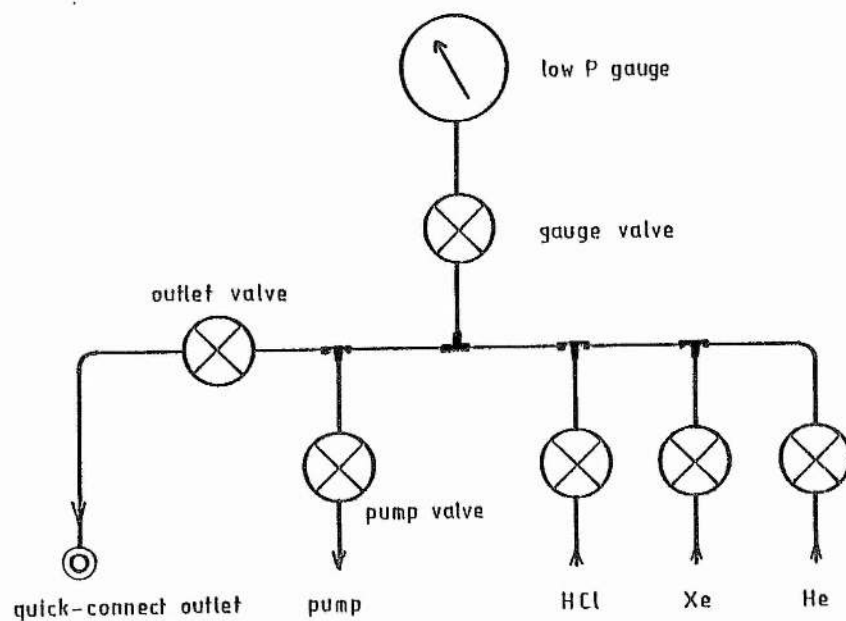 low P gauge
gauge valve
outlet valve
pump valve
quick-connect outlet
pump
HCl
Xe
He